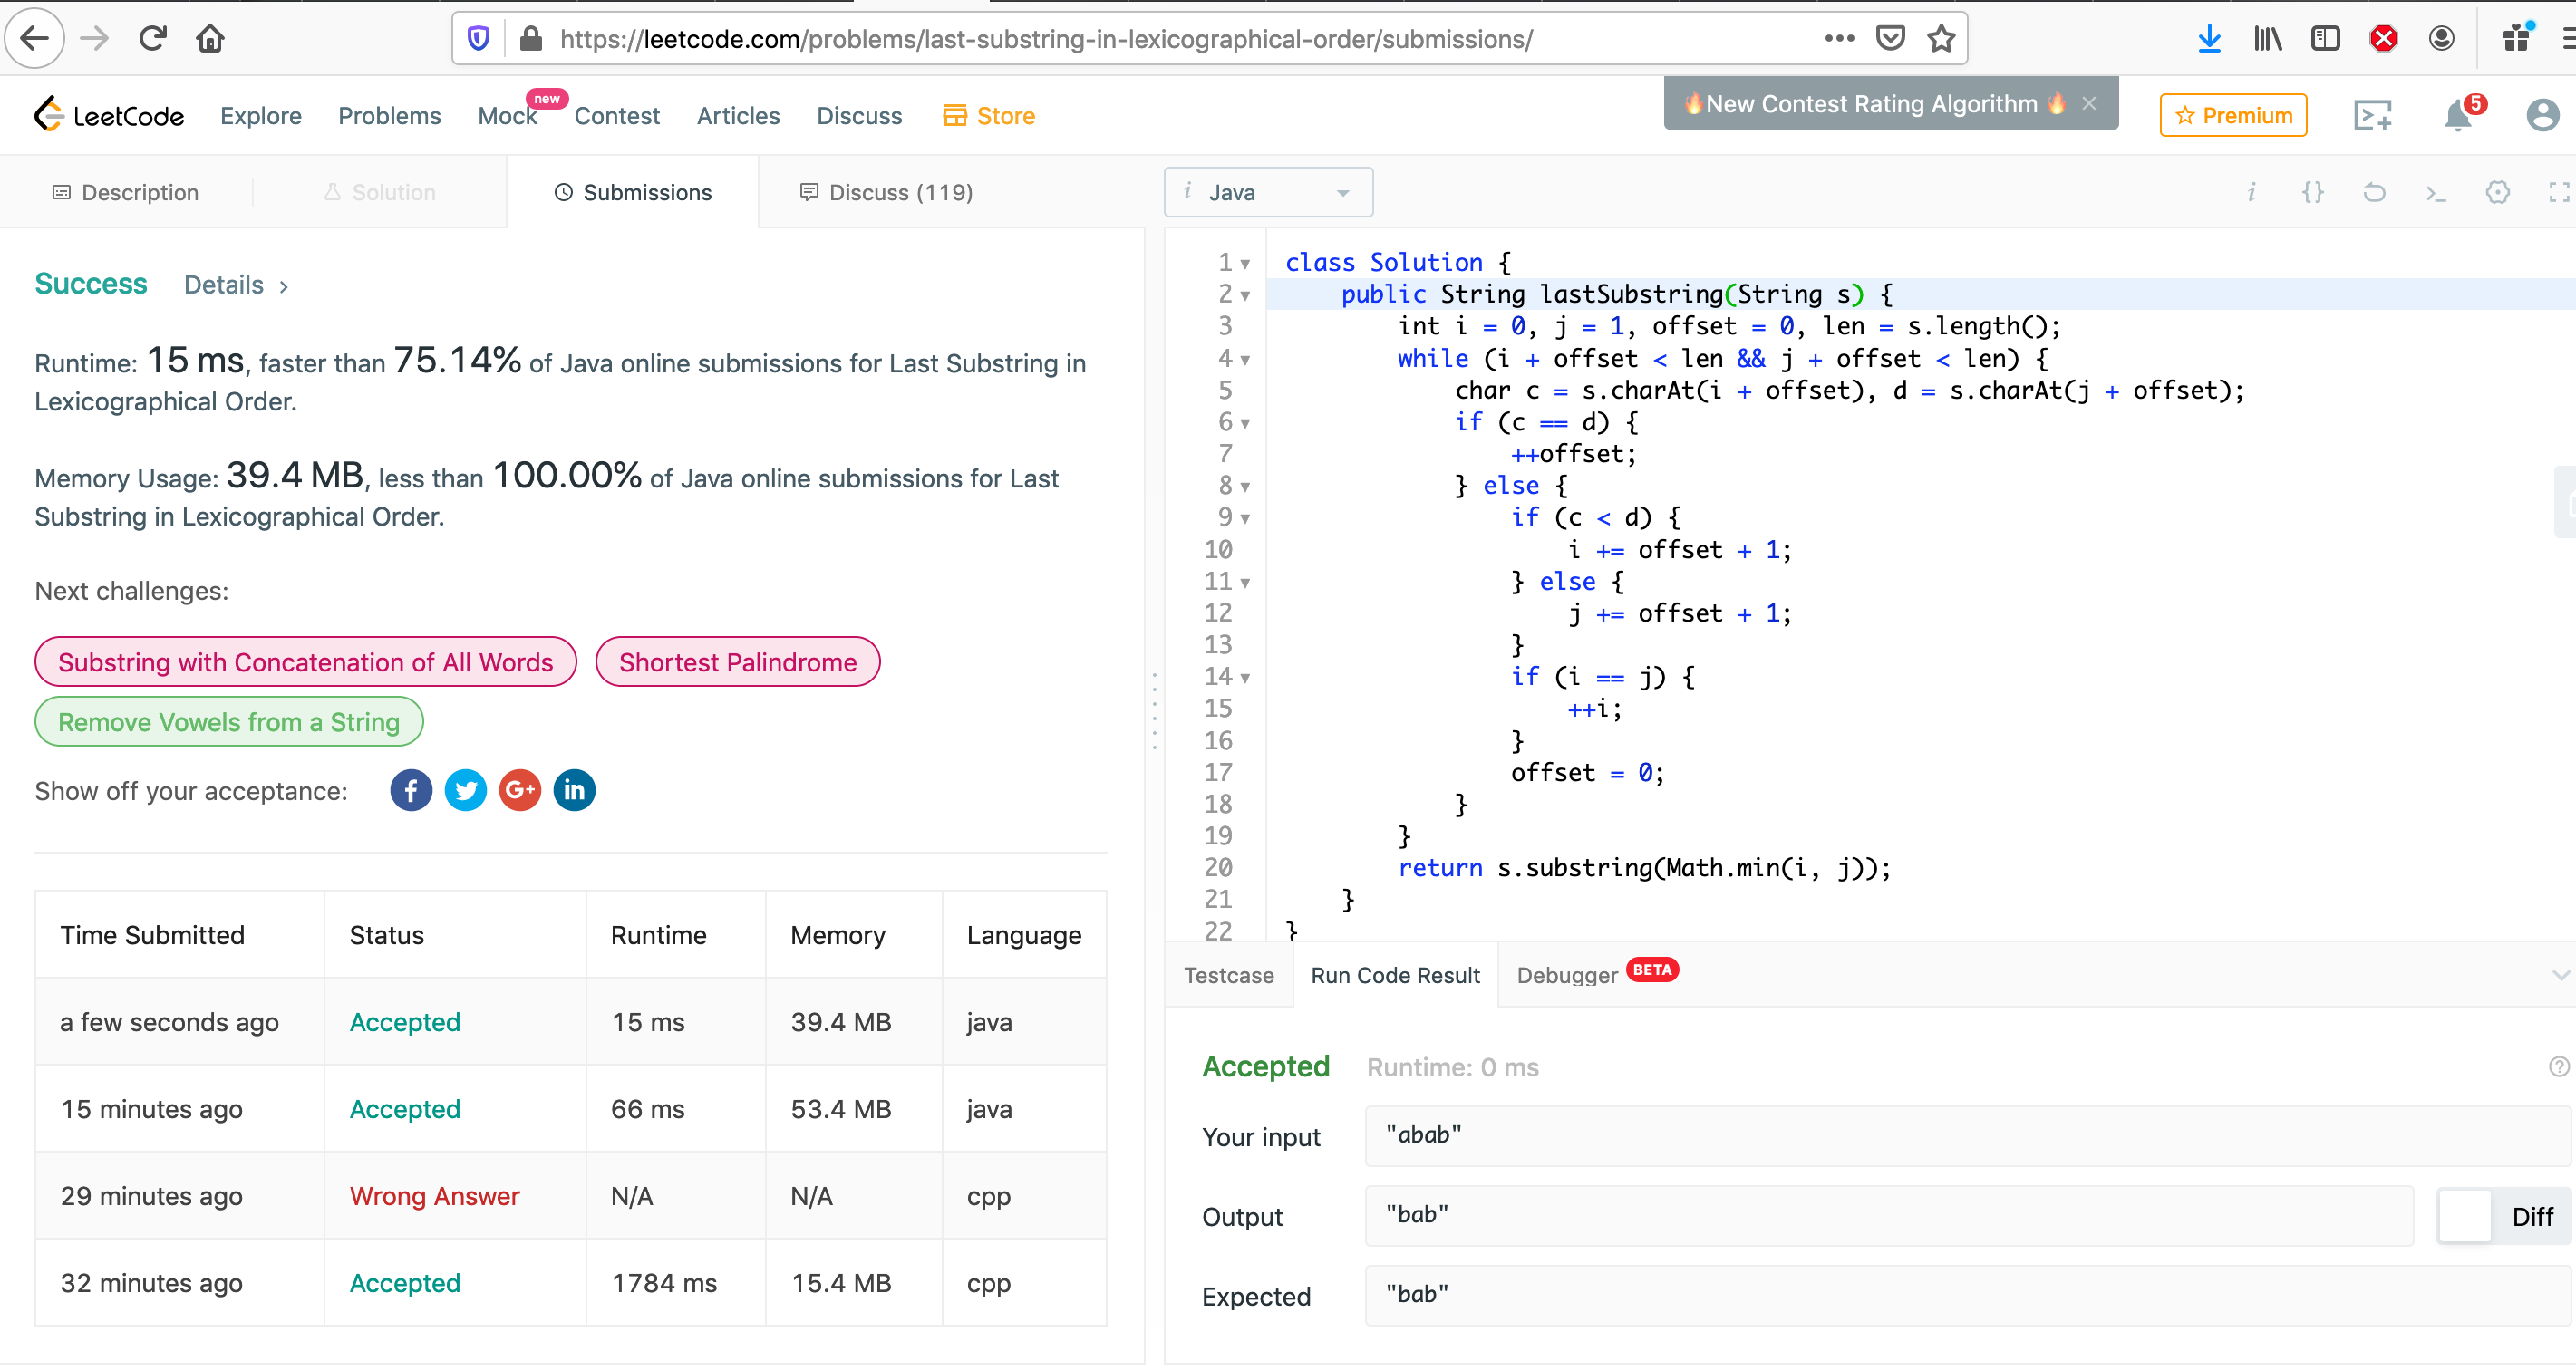 https://leetcode.com/problems/last-substring-in-lexicographical-order/submissions/
LeetCode Explore Problems Mock new Contest Articles Discuss Store
🔥New Contest Rating Algorithm 🔥 ×
Premium
5
Description Solution Submissions Discuss (119)
Success Details >
Runtime: 15 ms, faster than 75.14% of Java online submissions for Last Substring in
Lexicographical Order.
Memory Usage: 39.4 MB, less than 100.00% of Java online submissions for Last
Substring in Lexicographical Order.
Next challenges:
Substring with Concatenation of All Words Shortest Palindrome
Remove Vowels from a String
Show off your acceptance: f G+ in
Time Submitted Status Runtime Memory Language
a few seconds ago Accepted 15 ms 39.4 MB java
15 minutes ago Accepted 66 ms 53.4 MB java
29 minutes ago Wrong Answer N/A N/A cpp
32 minutes ago Accepted 1784 ms 15.4 MB cpp
i Java
i {} >_
1 class Solution {
2     public String lastSubstring(String s) {
3         int i = 0, j = 1, offset = 0, len = s.length();
4         while (i + offset < len && j + offset < len) {
5             char c = s.charAt(i + offset), d = s.charAt(j + offset);
6             if (c == d) {
7                 ++offset;
8             } else {
9                 if (c < d) {
10                     i += offset + 1;
11                 } else {
12                     j += offset + 1;
13                 }
14                 if (i == j) {
15                     ++i;
16                 }
17                 offset = 0;
18             }
19         }
20         return s.substring(Math.min(i, j));
21     }
22 }
Testcase Run Code Result Debugger BETA
Accepted Runtime: 0 ms ?
Your input "abab"
Output "bab" Diff
Expected "bab"